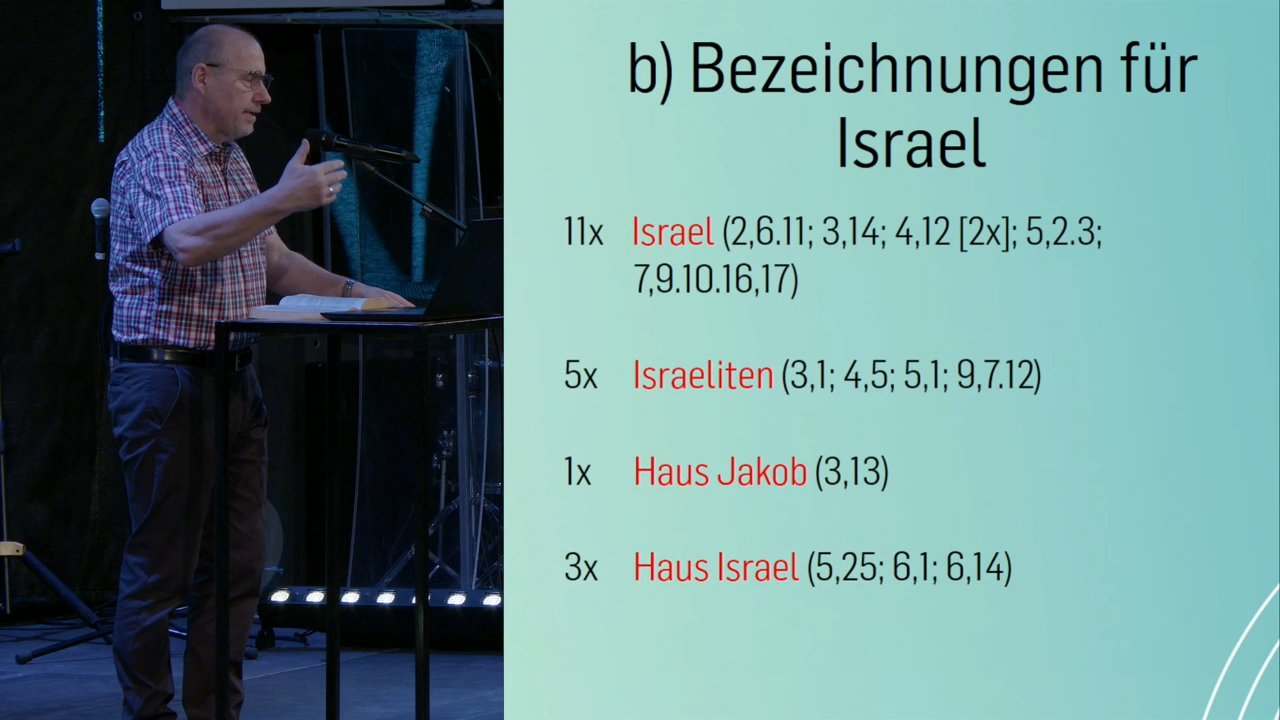 b) Bezeichnungen für
Israel
11x Israel (2,6.11; 3,14; 4,12 [2x]; 5,2.3;
7,9.10.16,17)
5x Israeliten (3,1; 4,5; 5,1; 9,7.12)
1x Haus Jakob (3,13)
3x Haus Israel (5,25; 6,1; 6,14)